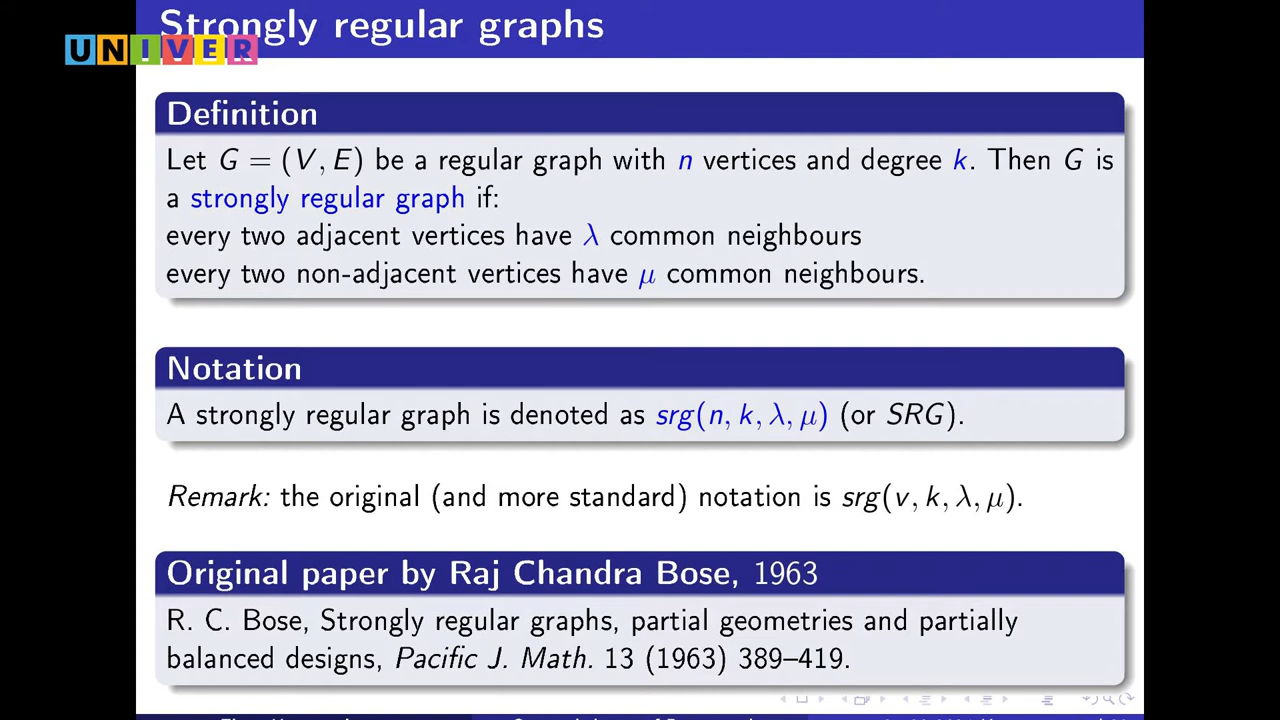 Strongly regular graphs
UNIVER
Definition
Let G = (V, E) be a regular graph with n vertices and degree k. Then G is
a strongly regular graph if:
every two adjacent vertices have λ common neighbours
every two non-adjacent vertices have μ common neighbours.
Notation
A strongly regular graph is denoted as srg(n, k, λ, μ) (or SRG).
Remark: the original (and more standard) notation is srg(v, k, λ, μ).
Original paper by Raj Chandra Bose, 1963
R. C. Bose, Strongly regular graphs, partial geometries and partially
balanced designs, Pacific J. Math. 13 (1963) 389–419.